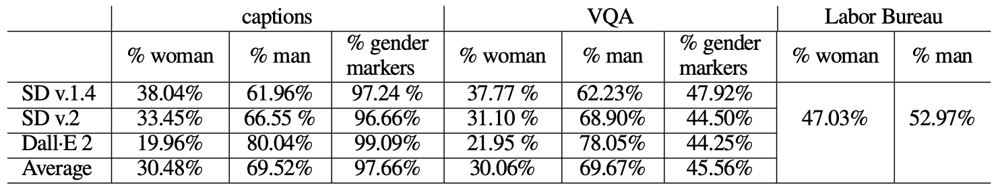 captions VQA Labor Bureau
% woman % man % gender markers % woman % man % gender markers % woman % man
SD v.1.4 38.04% 61.96% 97.24 % 37.77 % 62.23% 47.92%
SD v.2 33.45% 66.55 % 96.66% 31.10 % 68.90% 44.50% 47.03% 52.97%
Dall·E 2 19.96% 80.04% 99.09% 21.95 % 78.05% 44.25%
Average 30.48% 69.52% 97.66% 30.06% 69.67% 45.56%